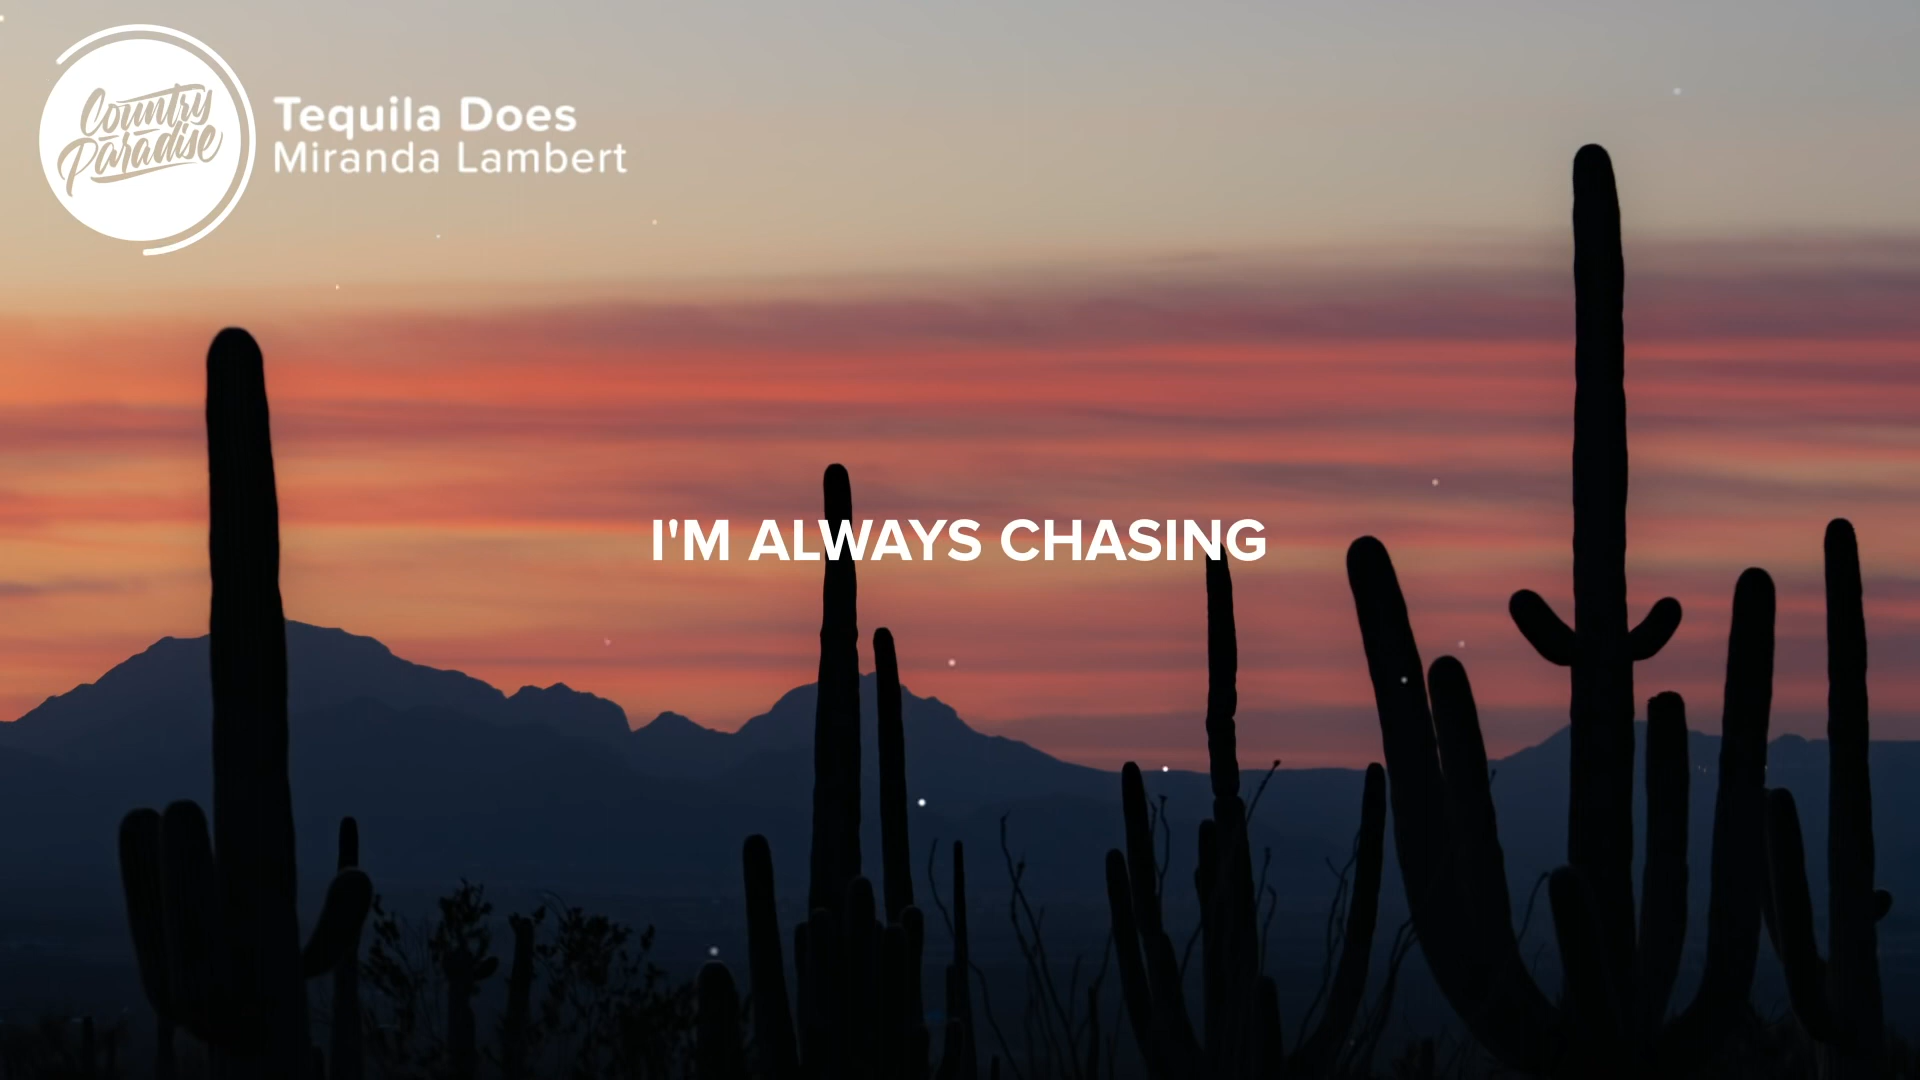 Country
Paradise
Tequila Does
Miranda Lambert
I'M ALWAYS CHASING